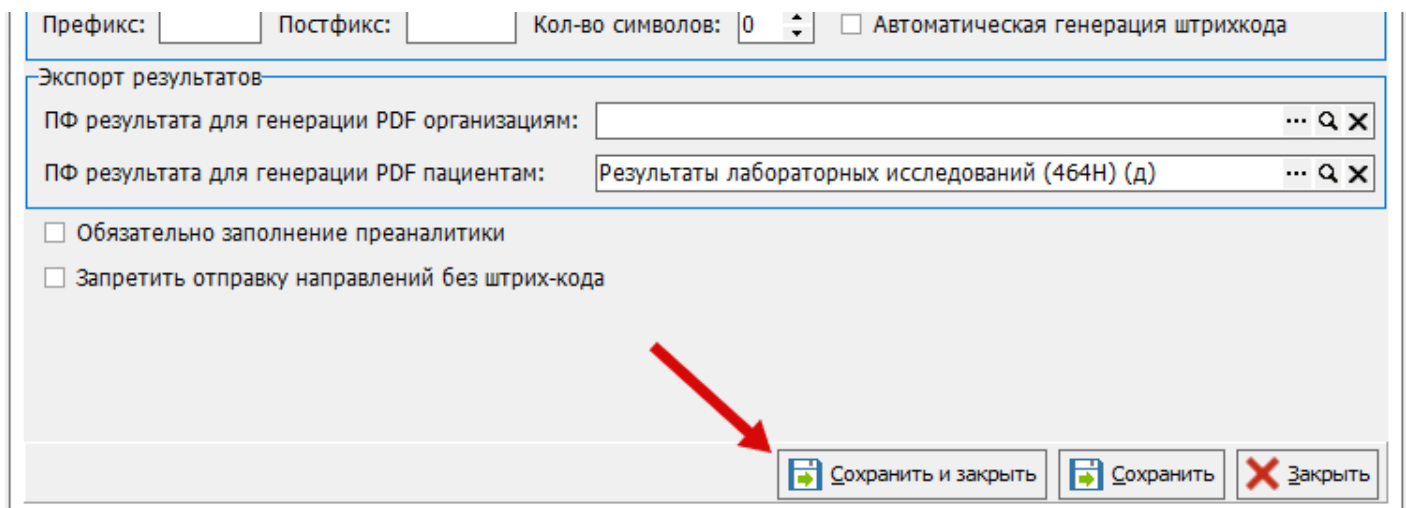 Префикс: Постфикс: Кол-во символов: 0 Автоматическая генерация штрихкода
Экспорт результатов
ПФ результата для генерации PDF организациям:
ПФ результата для генерации PDF пациентам: Результаты лабораторных исследований (464Н) (д)
Обязательно заполнение преаналитики
Запретить отправку направлений без штрих-кода
Сохранить и закрыть Сохранить Закрыть